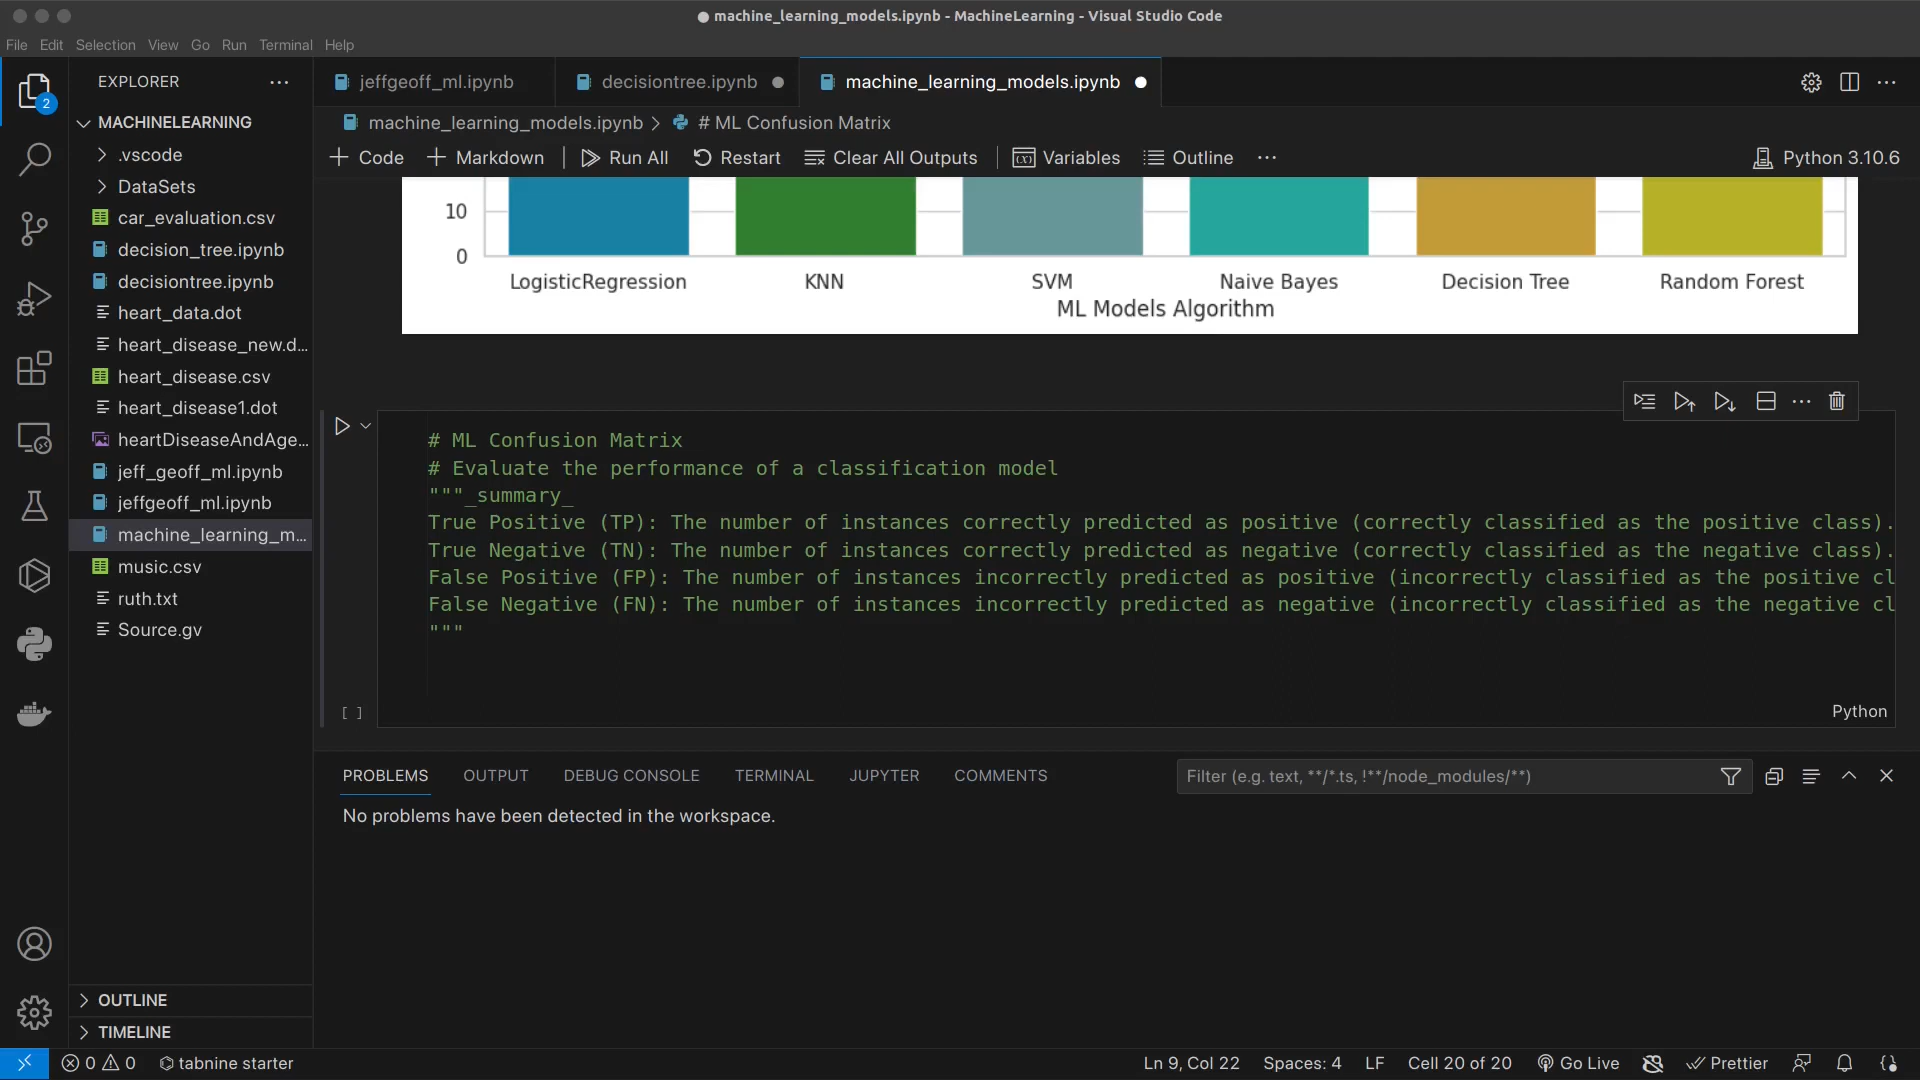 machine_learning_models.ipynb - MachineLearning - Visual Studio Code
File Edit Selection View Go Run Terminal Help
EXPLORER
jeffgeoff_ml.ipynb
decisiontree.ipynb
machine_learning_models.ipynb
2
MACHINELEARNING
machine_learning_models.ipynb > # ML Confusion Matrix
.vscode
Code Markdown Run All Restart Clear All Outputs Variables Outline ... Python 3.10.6
DataSets
car_evaluation.csv
decision_tree.ipynb
decisiontree.ipynb
heart_data.dot
heart_disease_new.d...
heart_disease.csv
heart_disease1.dot
heartDiseaseAndAge...
jeff_geoff_ml.ipynb
jeffgeoff_ml.ipynb
machine_learning_m...
music.csv
ruth.txt
Source.gv
10
0
LogisticRegression KNN SVM Naive Bayes Decision Tree Random Forest
ML Models Algorithm
# ML Confusion Matrix
# Evaluate the performance of a classification model
"""_summary_
True Positive (TP): The number of instances correctly predicted as positive (correctly classified as the positive class).
True Negative (TN): The number of instances correctly predicted as negative (correctly classified as the negative class).
False Positive (FP): The number of instances incorrectly predicted as positive (incorrectly classified as the positive cl
False Negative (FN): The number of instances incorrectly predicted as negative (incorrectly classified as the negative cl
"""
[ ]
Python
PROBLEMS OUTPUT DEBUG CONSOLE TERMINAL JUPYTER COMMENTS
Filter (e.g. text, **/*.ts, !**/node_modules/**)
No problems have been detected in the workspace.
OUTLINE
TIMELINE
0 0 tabnine starter
Ln 9, Col 22 Spaces: 4 LF Cell 20 of 20 Go Live Prettier